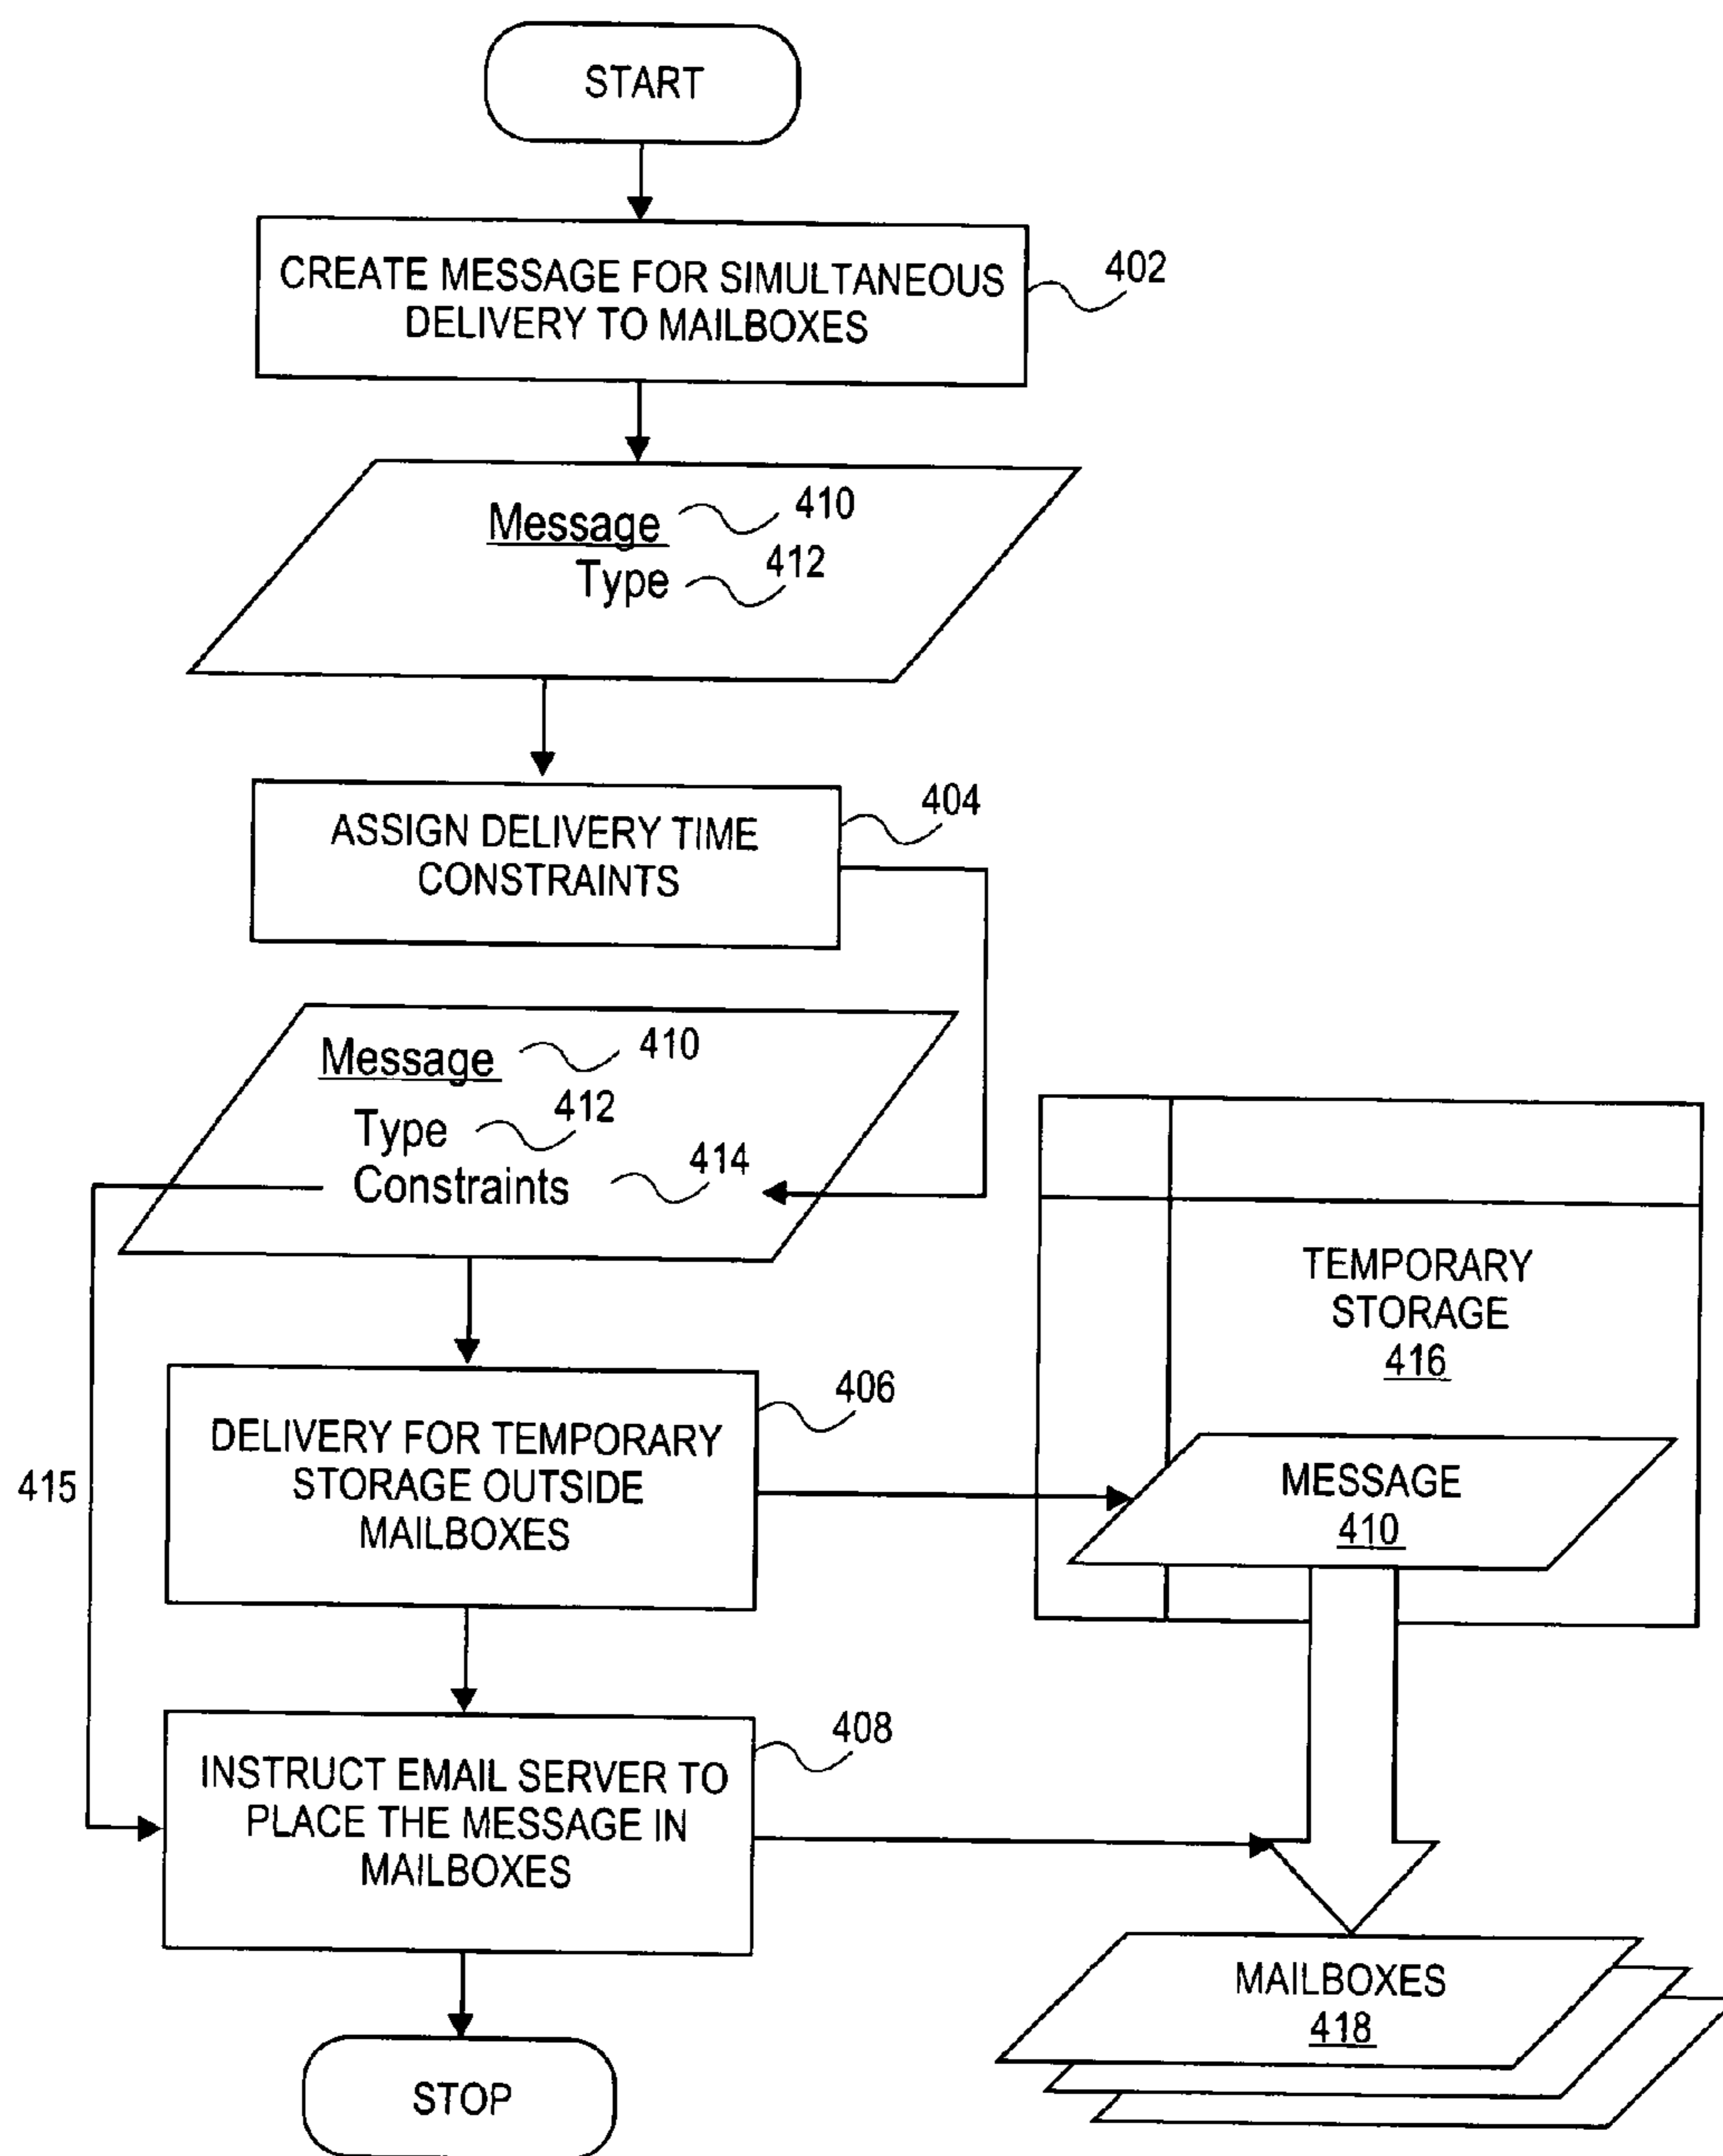 START
CREATE MESSAGE FOR SIMULTANEOUS
DELIVERY TO MAILBOXES
402
Message 410
Type 412
ASSIGN DELIVERY TIME
CONSTRAINTS
404
Message 410
Type 412
Constraints 414
TEMPORARY
STORAGE
416
415
DELIVERY FOR TEMPORARY
STORAGE OUTSIDE
MAILBOXES
406
MESSAGE
410
INSTRUCT EMAIL SERVER TO
PLACE THE MESSAGE IN
MAILBOXES
408
MAILBOXES
418
STOP